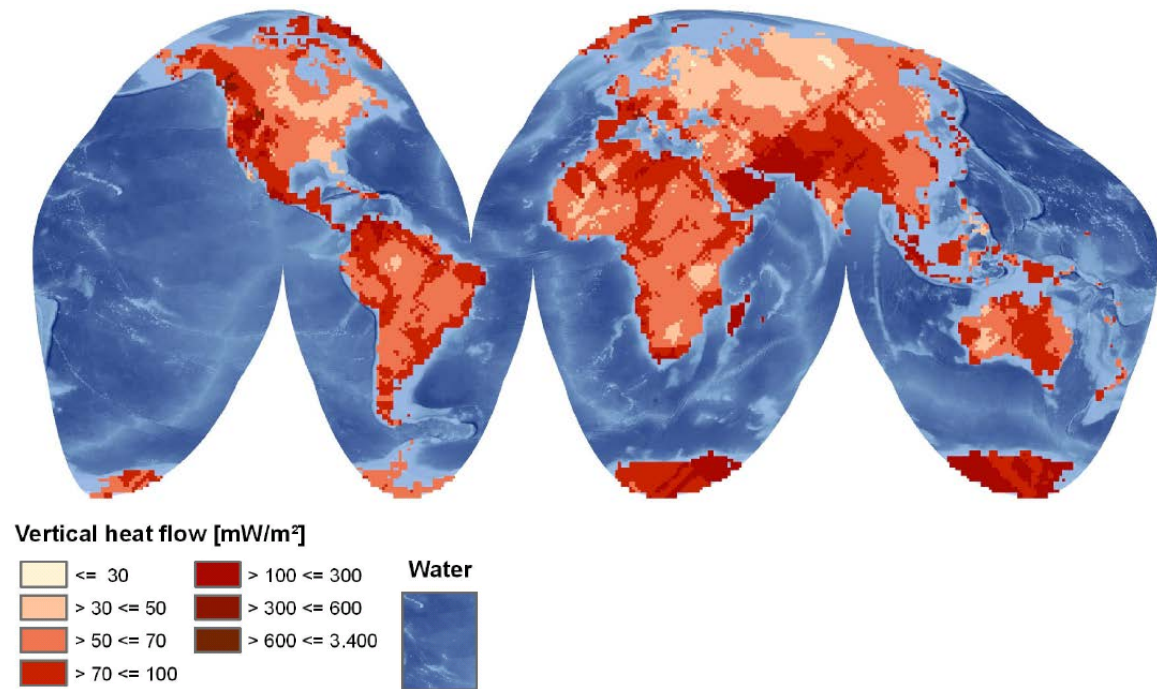 Vertical heat flow [mW/m²]
<= 30
> 30 <= 50
> 50 <= 70
> 70 <= 100
> 100 <= 300
> 300 <= 600
> 600 <= 3.400
Water